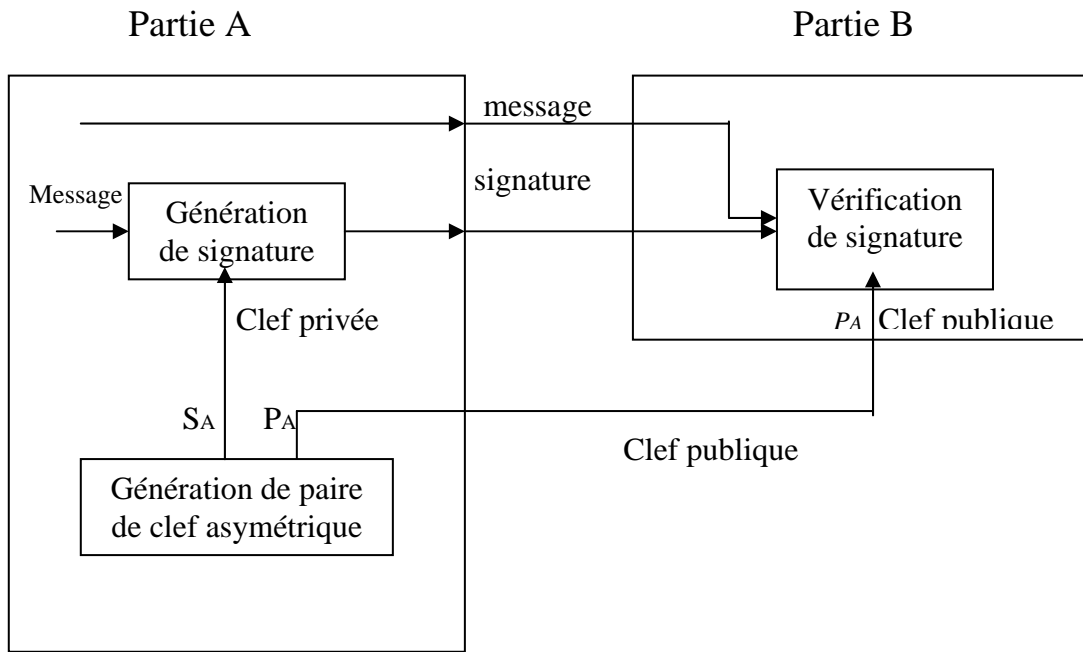 Partie A
Partie B
message
signature
Message
Génération
de signature
Vérification
de signature
Clef privée
PA Clef publique
SA
PA
Clef publique
Génération de paire
de clef asymétrique